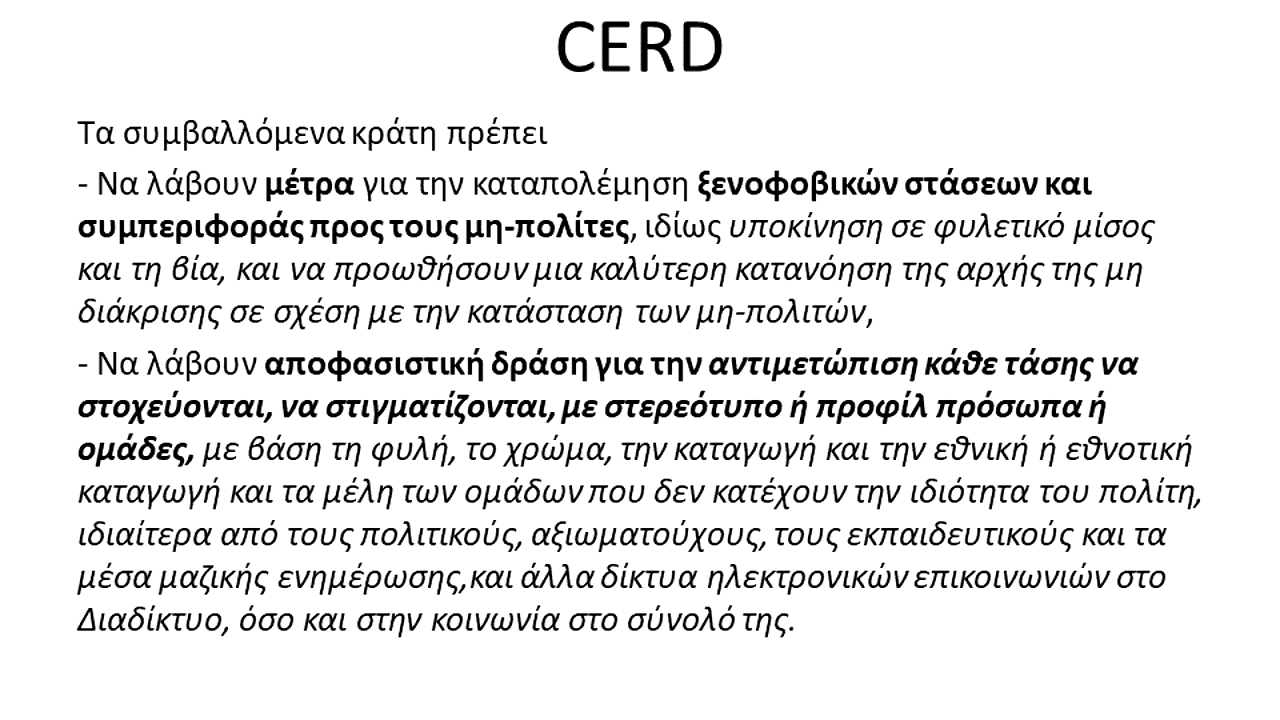 CERD
Τα συμβαλλόμενα κράτη πρέπει
- Να λάβουν μέτρα για την καταπολέμηση ξενοφοβικών στάσεων και
συμπεριφοράς προς τους μη-πολίτες, ιδίως υποκίνηση σε φυλετικό μίσος
και τη βία, και να προωθήσουν μια καλύτερη κατανόηση της αρχής της μη
διάκρισης σε σχέση με την κατάσταση των μη-πολιτών,
- Να λάβουν αποφασιστική δράση για την αντιμετώπιση κάθε τάσης να
στοχεύονται, να στιγματίζονται, με στερεότυπο ή προφίλ πρόσωπα ή
ομάδες, με βάση τη φυλή, το χρώμα, την καταγωγή και την εθνική ή εθνοτική
καταγωγή και τα μέλη των ομάδων που δεν κατέχουν την ιδιότητα του πολίτη,
ιδιαίτερα από τους πολιτικούς, αξιωματούχους, τους εκπαιδευτικούς και τα
μέσα μαζικής ενημέρωσης,και άλλα δίκτυα ηλεκτρονικών επικοινωνιών στο
Διαδίκτυο, όσο και στην κοινωνία στο σύνολό της.